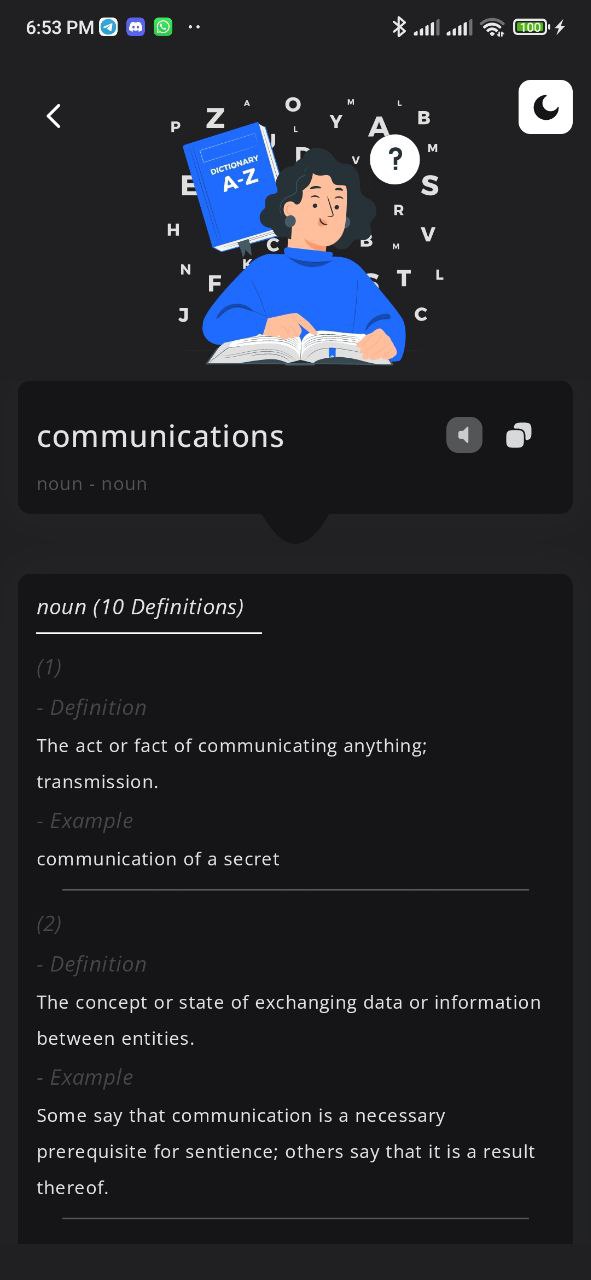 6:53 PM
100
P Z A O M L B
L Y A
DICTIONARY
A-Z
?
M
E D V S
R
H C B M V
N K F S T L
J C
communications
noun - noun
noun (10 Definitions)
(1)
- Definition
The act or fact of communicating anything;
transmission.
- Example
communication of a secret
(2)
- Definition
The concept or state of exchanging data or information
between entities.
- Example
Some say that communication is a necessary
prerequisite for sentience; others say that it is a result
thereof.